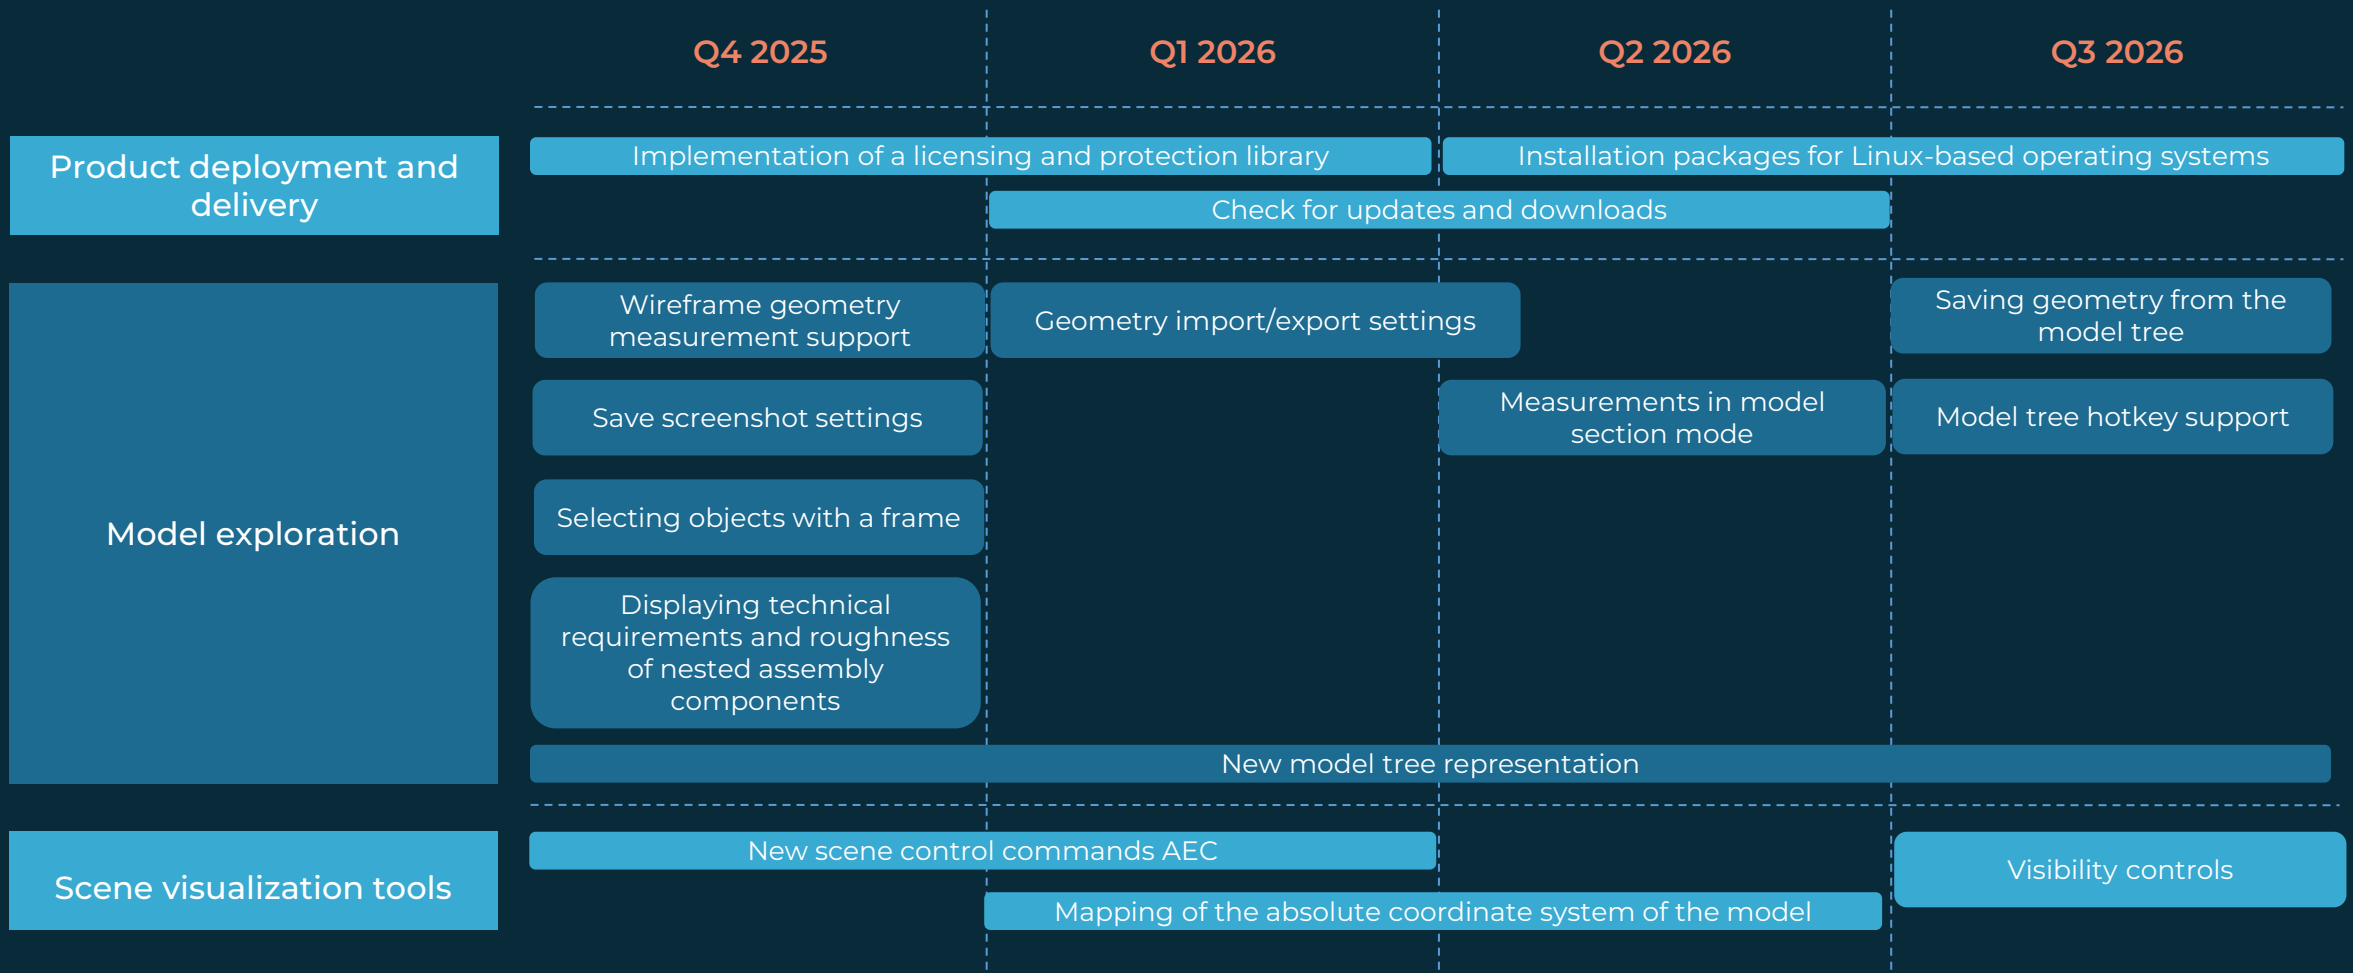 Q4 2025
Q1 2026
Q2 2026
Q3 2026
Product deployment and
delivery
Implementation of a licensing and protection library
Installation packages for Linux-based operating systems
Check for updates and downloads
Model exploration
Wireframe geometry
measurement support
Geometry import/export settings
Saving geometry from the
model tree
Save screenshot settings
Measurements in model
section mode
Model tree hotkey support
Selecting objects with a frame
Displaying technical
requirements and roughness
of nested assembly
components
New model tree representation
Scene visualization tools
New scene control commands AEC
Visibility controls
Mapping of the absolute coordinate system of the model